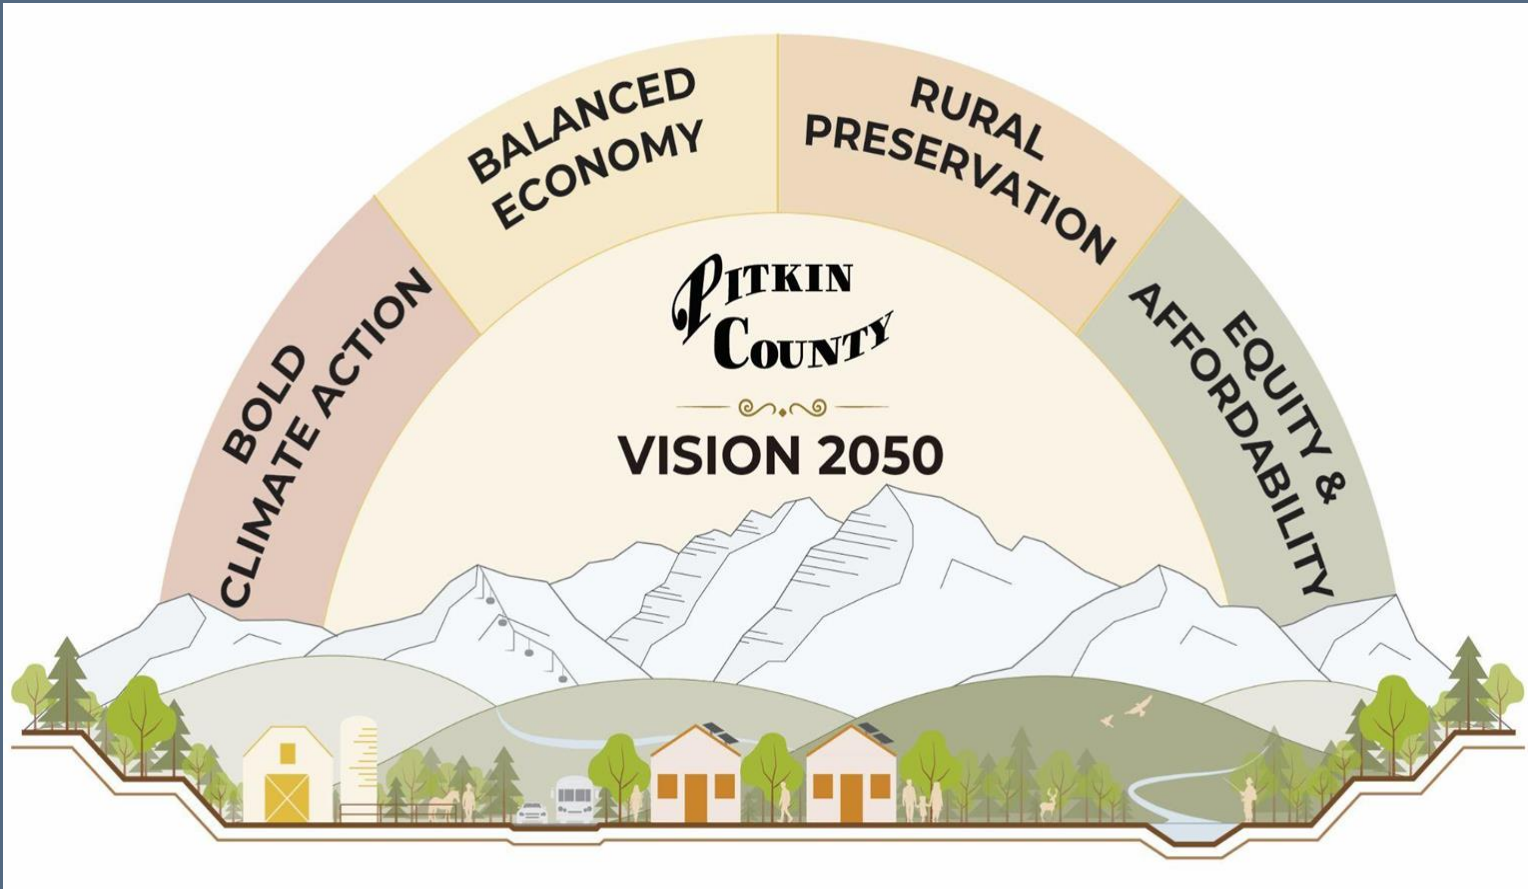 BOLD
CLIMATE ACTION
BALANCED
ECONOMY
RURAL
PRESERVATION
EQUITY &
AFFORDABILITY
PITKIN
COUNTY
VISION 2050